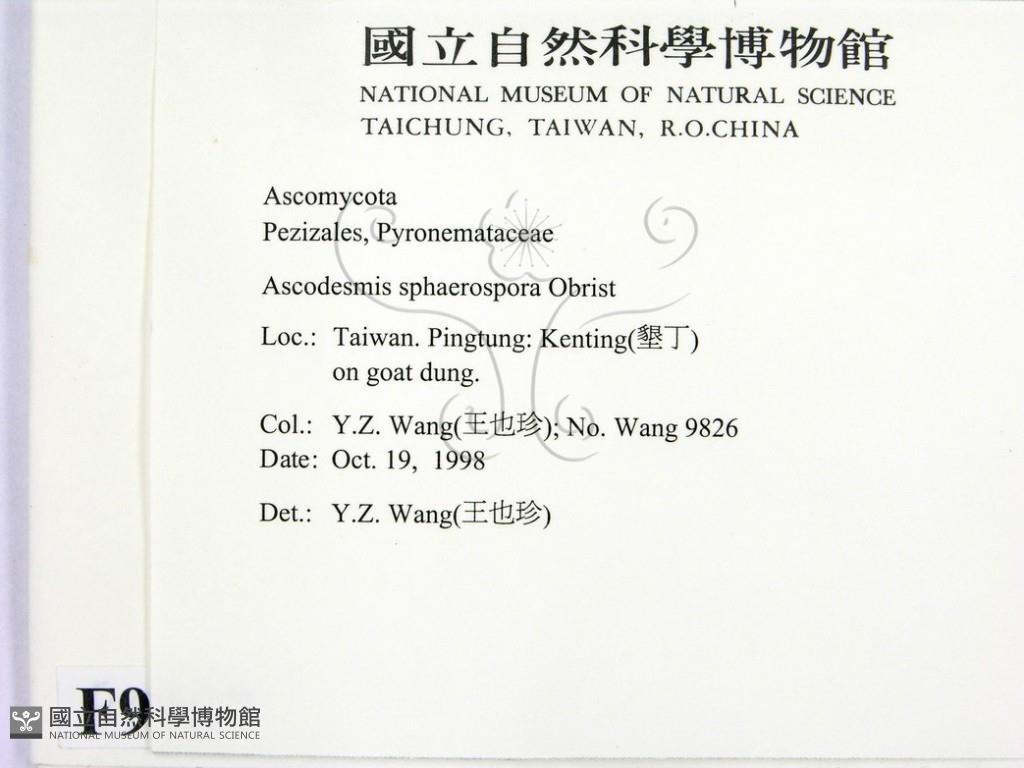 國立自然科學博物館
NATIONAL MUSEUM OF NATURAL SCIENCE
TAICHUNG, TAIWAN, R.O.CHINA
Ascomycota
Pezizales, Pyronemataceae
Ascodesmis sphaerospora Obrist
Loc.: Taiwan. Pingtung: Kenting(墾丁)
on goat dung.
Col.: Y.Z. Wang(王也珍); No. Wang 9826
Date: Oct. 19, 1998
Det.: Y.Z. Wang(王也珍)
F9
國立自然科學博物館
NATIONAL MUSEUM OF NATURAL SCIENCE